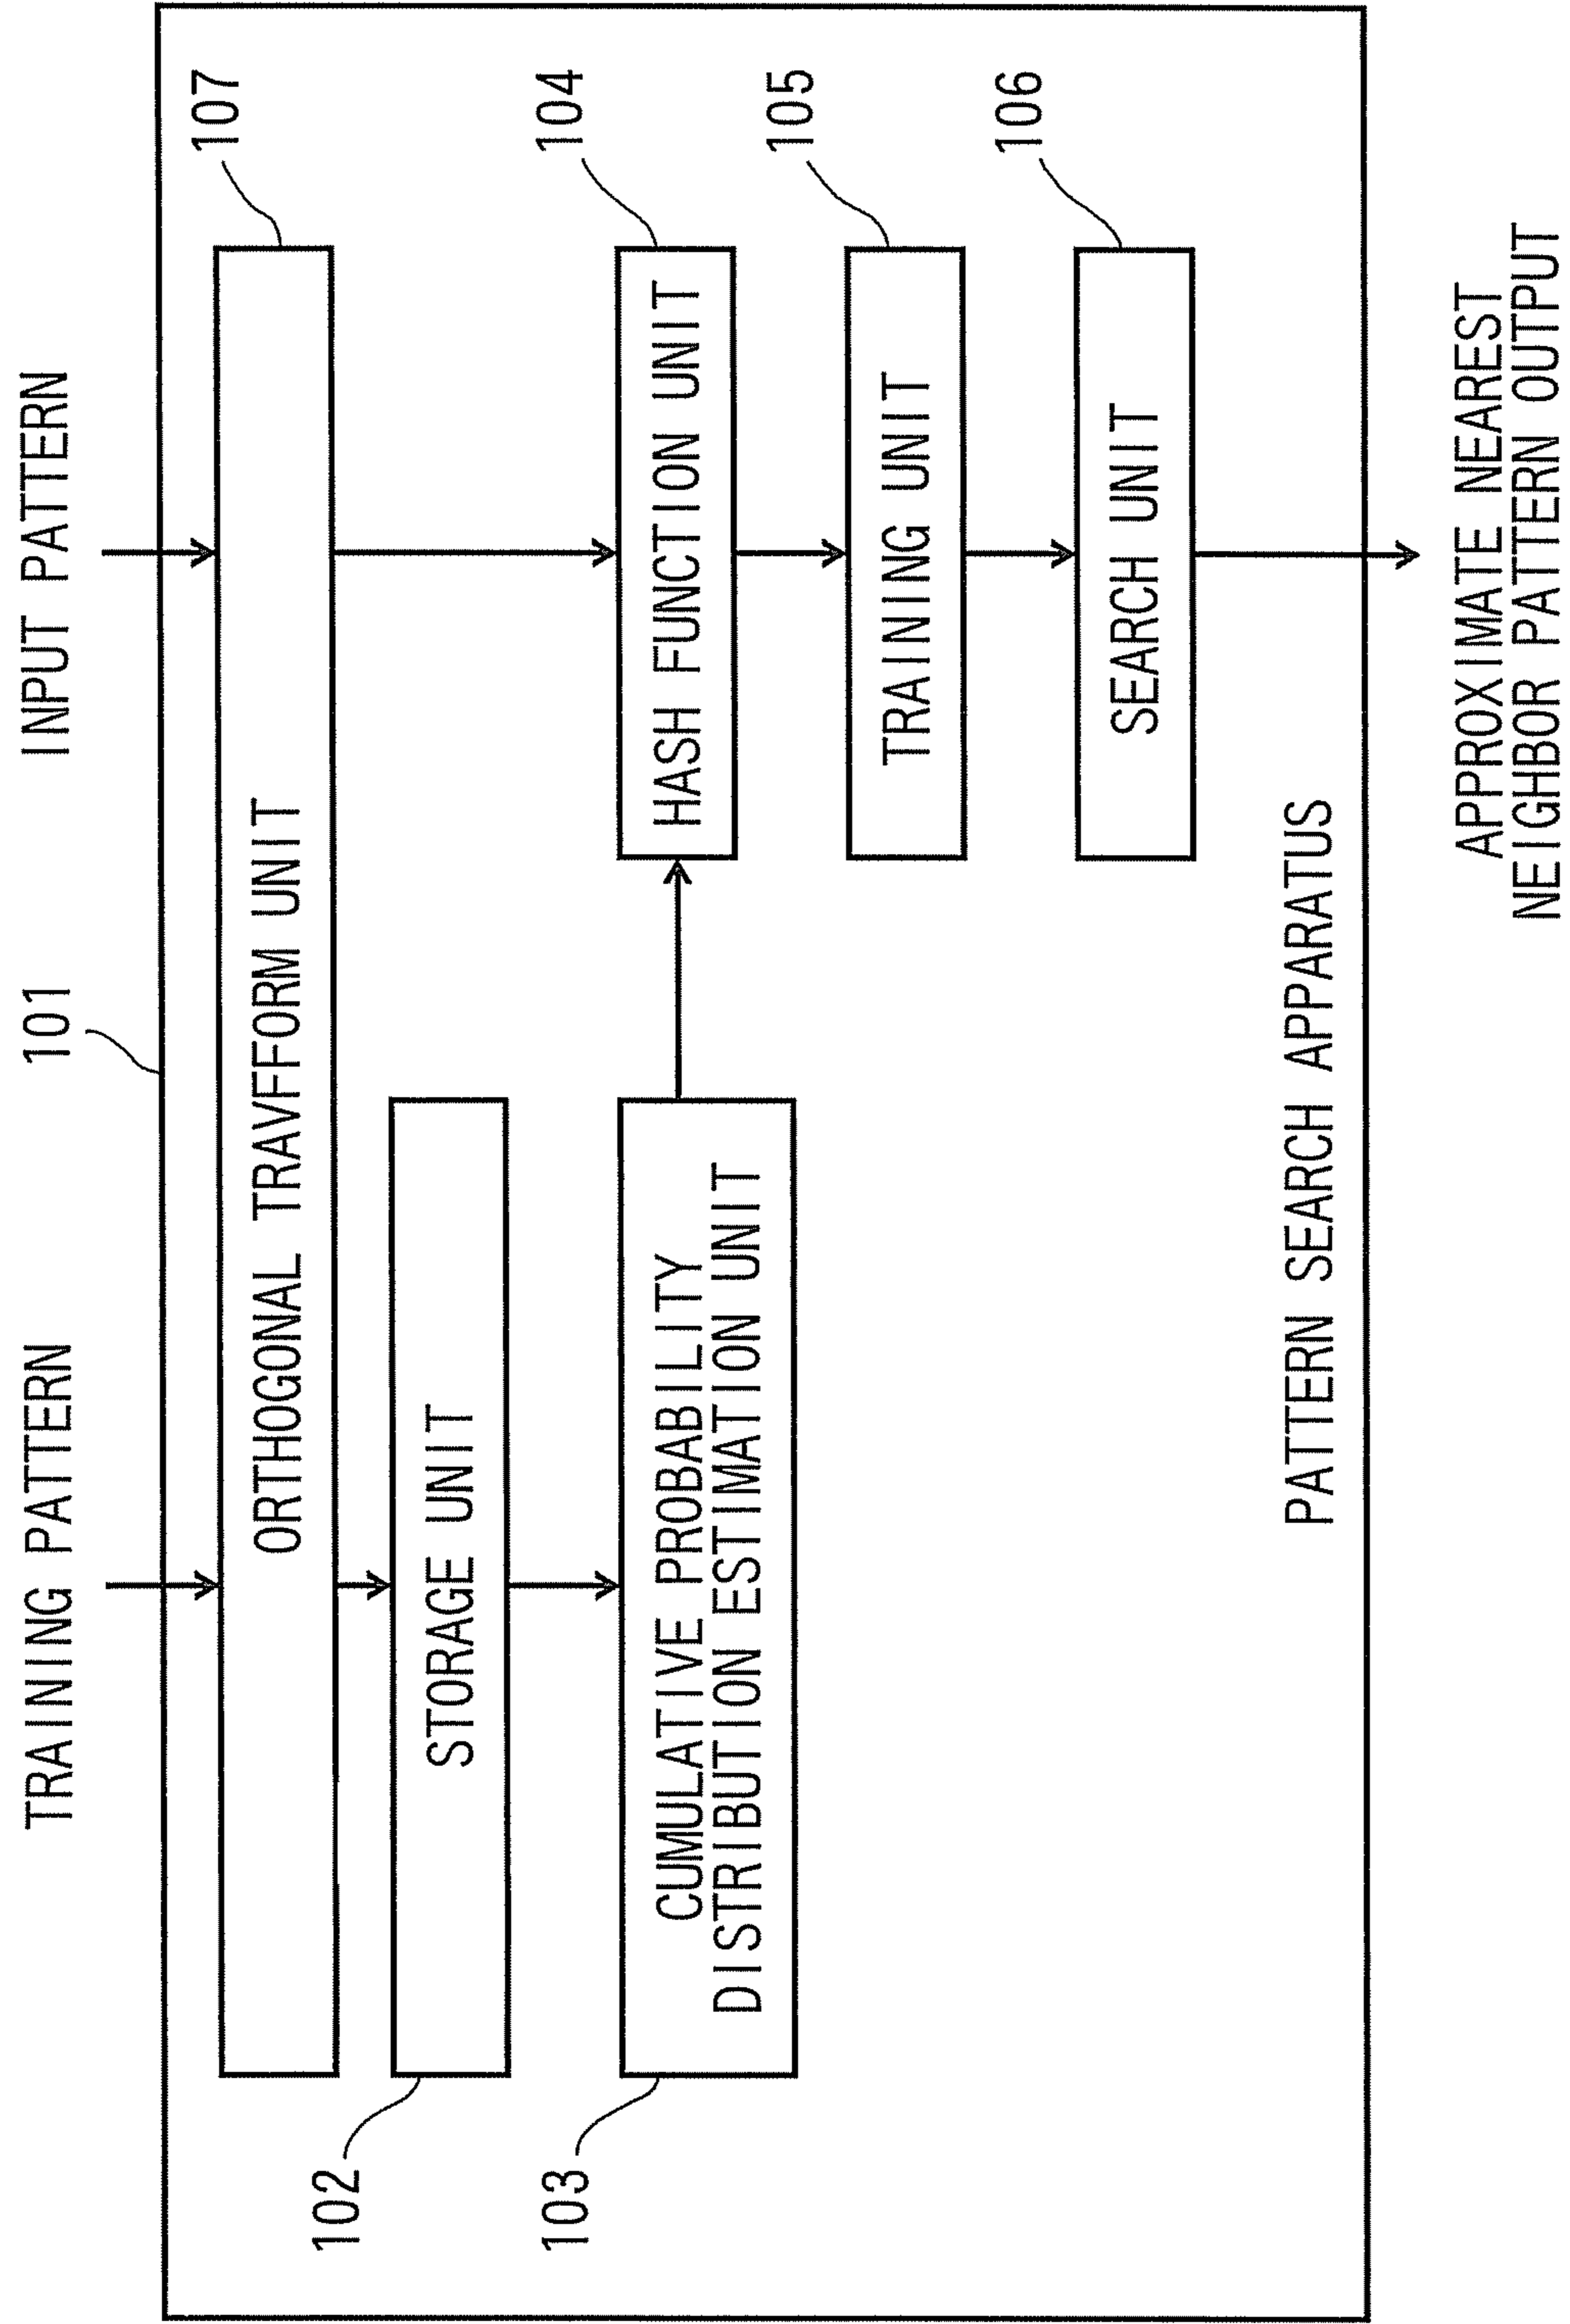 TRAINING PATTERN
101
INPUT PATTERN
107
ORTHOGONAL TRAVFFORM UNIT
102
STORAGE UNIT
103
CUMULATIVE PROBABILITY
DISTRIBUTION ESTIMATION UNIT
104
HASH FUNCTION UNIT
105
TRAINING UNIT
106
SEARCH UNIT
PATTERN SEARCH APPARATUS
APPROXIMATE NEAREST
NEIGHBOR PATTERN OUTPUT